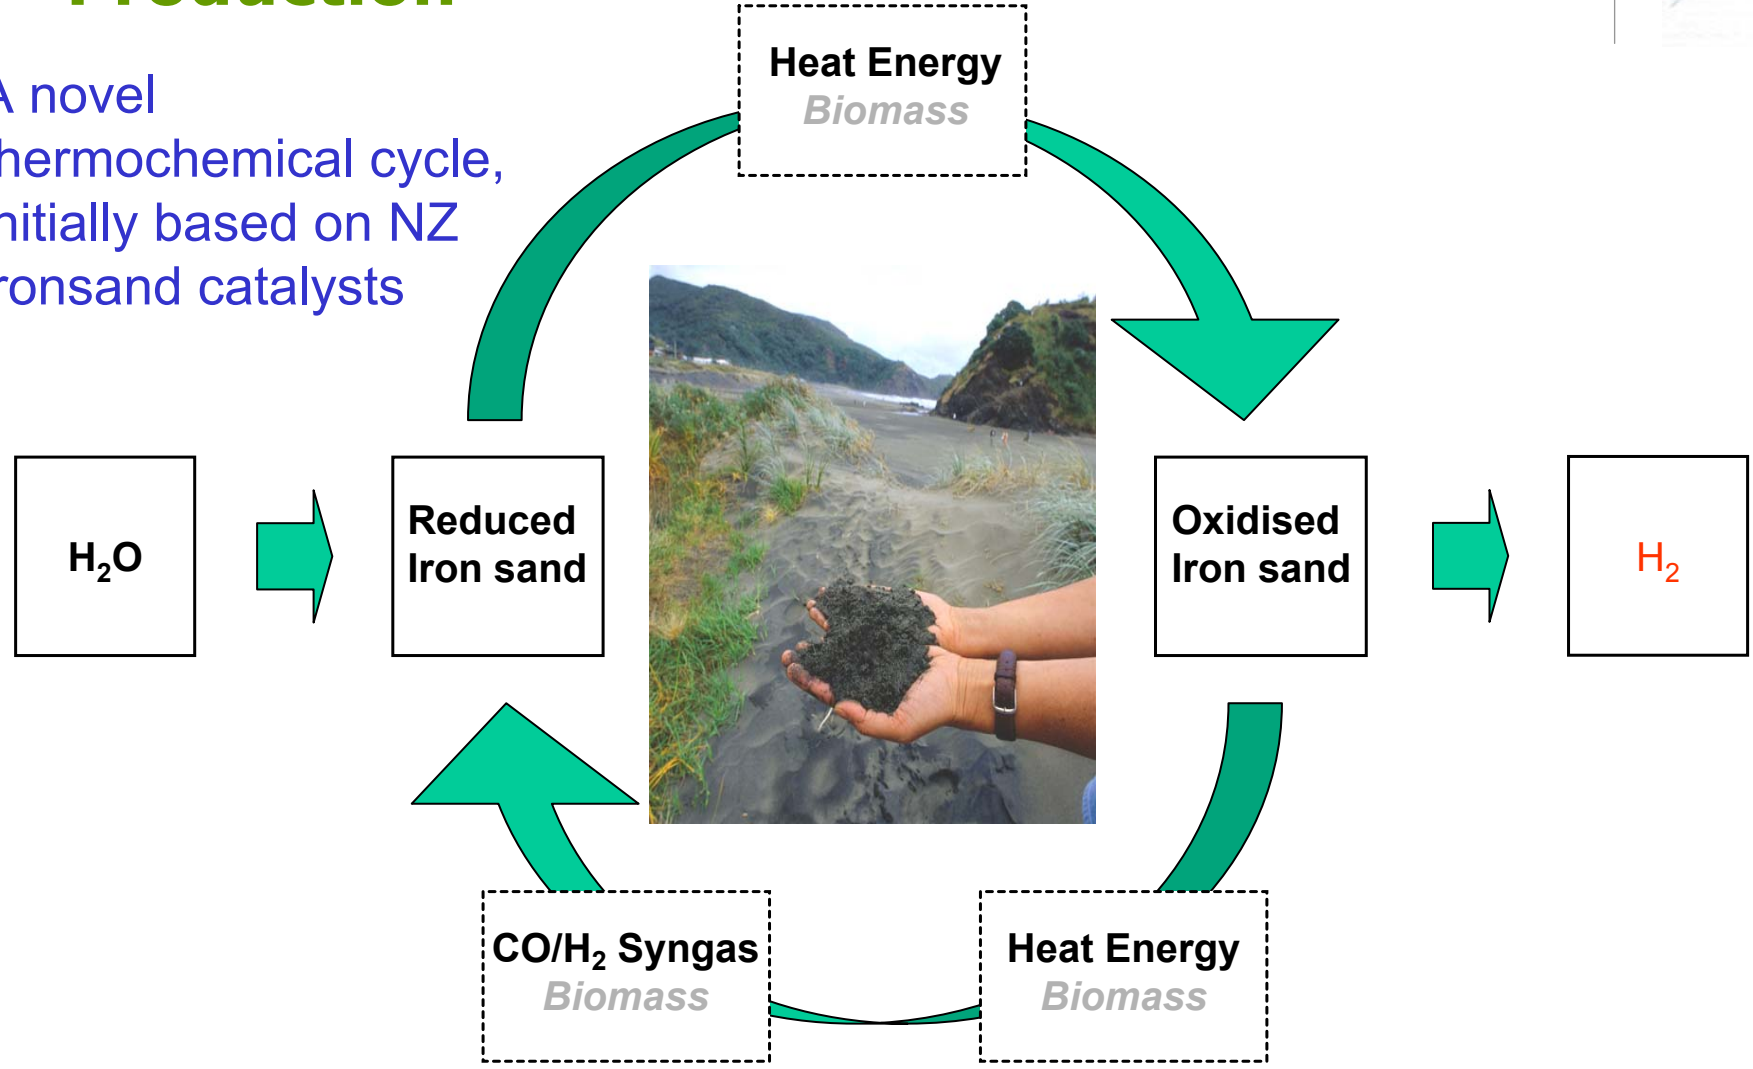 Production
A novel
hermochemical cycle,
nitially based on NZ
ronsand catalysts
Heat Energy
Biomass
H₂O
Reduced
Iron sand
Oxidised
Iron sand
H₂
CO/H₂ Syngas
Biomass
Heat Energy
Biomass